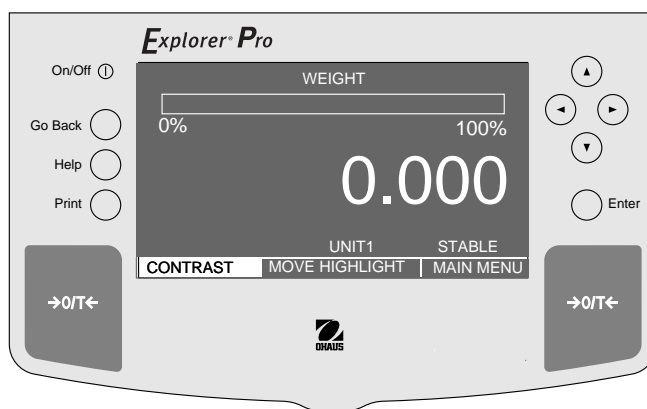 Explorer® Pro
On/Off
WEIGHT
Go Back
0% 100%
Help
0.000
Print
Enter
UNIT1 STABLE
CONTRAST MOVE HIGHLIGHT MAIN MENU
→0/T← →0/T←
OHAUS